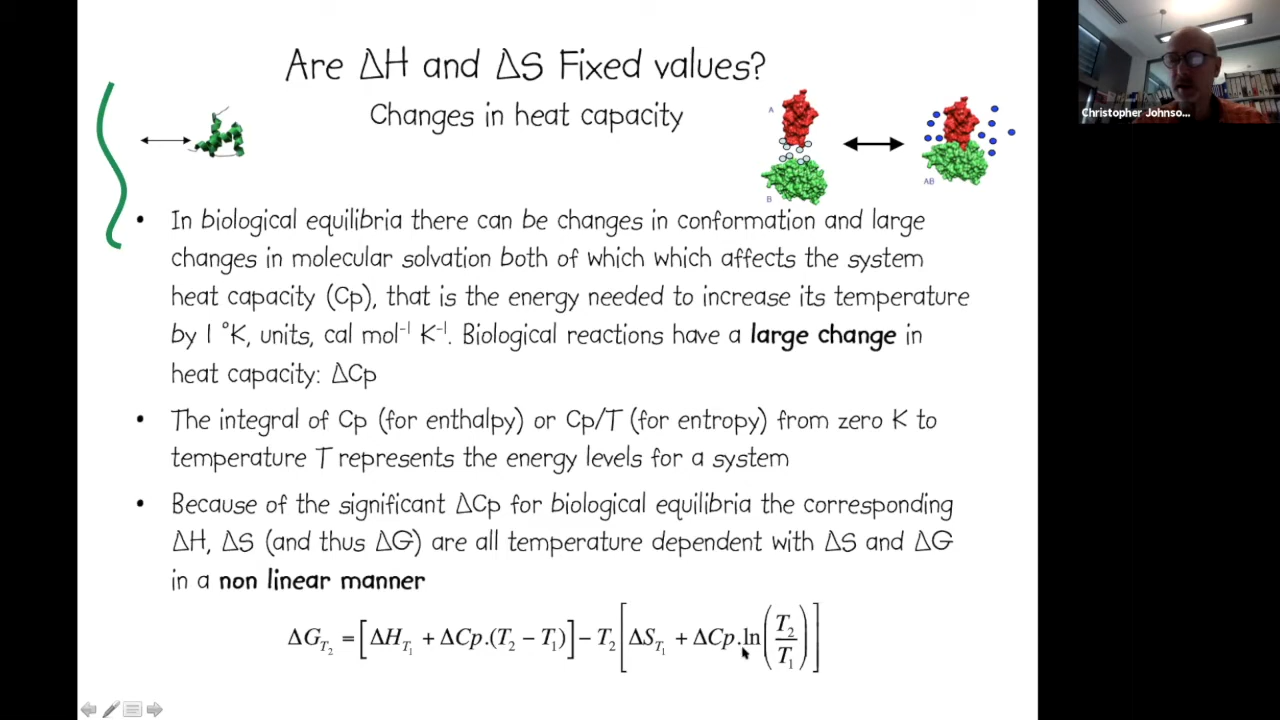 Are ΔH and ΔS Fixed values?
Changes in heat capacity
A
B
AB
Christopher Johnso...
• In biological equilibria there can be changes in conformation and large
changes in molecular solvation both of which which affects the system
heat capacity (Cp), that is the energy needed to increase its temperature
by 1 °K, units, cal mol⁻¹ K⁻¹. Biological reactions have a large change in
heat capacity: ΔCp
• The integral of Cp (for enthalpy) or Cp/T (for entropy) from zero K to
temperature T represents the energy levels for a system
• Because of the significant ΔCp for biological equilibria the corresponding
ΔH, ΔS (and thus ΔG) are all temperature dependent with ΔS and ΔG
in a non linear manner
ΔG_T₂ = [ΔH_T₁ + ΔCp.(T₂ − T₁)] − T₂[ΔS_T₁ + ΔCp.ln(T₂/T₁)]